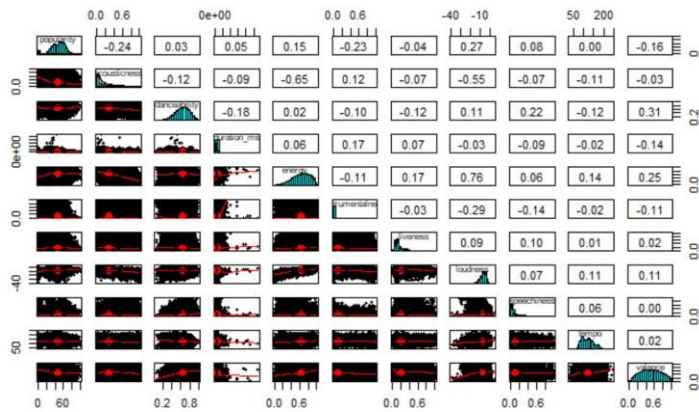 0.0 0.6 0e+00 0.0 0.6 -40 -10 50 200
popularity -0.24 0.03 0.05 0.15 -0.23 -0.04 0.27 0.08 0.00 -0.16 0
0.0 acousticness -0.12 -0.09 -0.65 0.12 -0.07 -0.55 -0.07 -0.11 -0.03
danceability -0.18 0.02 -0.10 -0.12 0.11 0.22 -0.12 0.31 0.2
0e+00 duration_ms 0.06 0.17 0.07 -0.03 -0.09 -0.02 -0.14
energy -0.11 0.17 0.76 0.06 0.14 0.25 0.0
0.0 rumentalne -0.03 -0.29 -0.14 -0.02 -0.11
liveness 0.09 0.10 0.01 0.02 0.0
-40 loudness 0.07 0.11 0.11
speechiness 0.06 0.00 0.0
50 tempo 0.02
valance 0.0
0 60 0.2 0.8 0.0 0.6 0.0 0.6 0.0 0.6 0.0 0.6